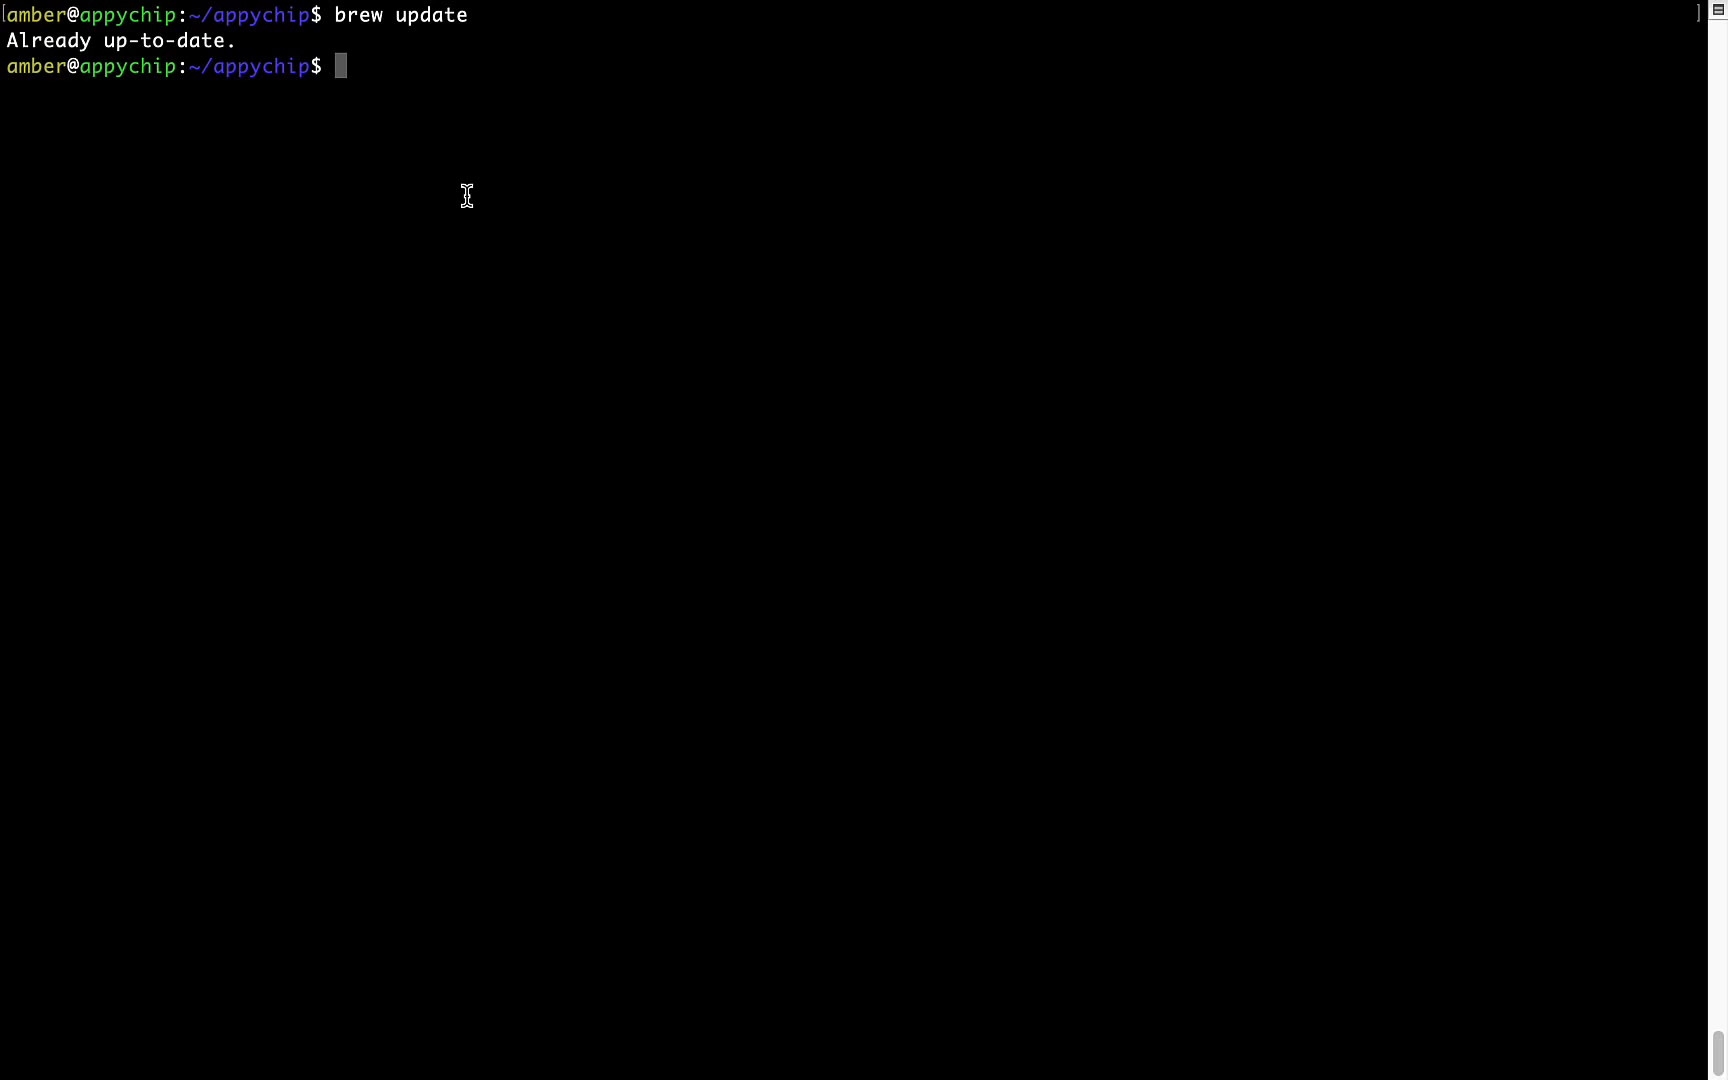 [amber@appychip:~/appychip$ brew update ]
Already up-to-date.
amber@appychip:~/appychip$